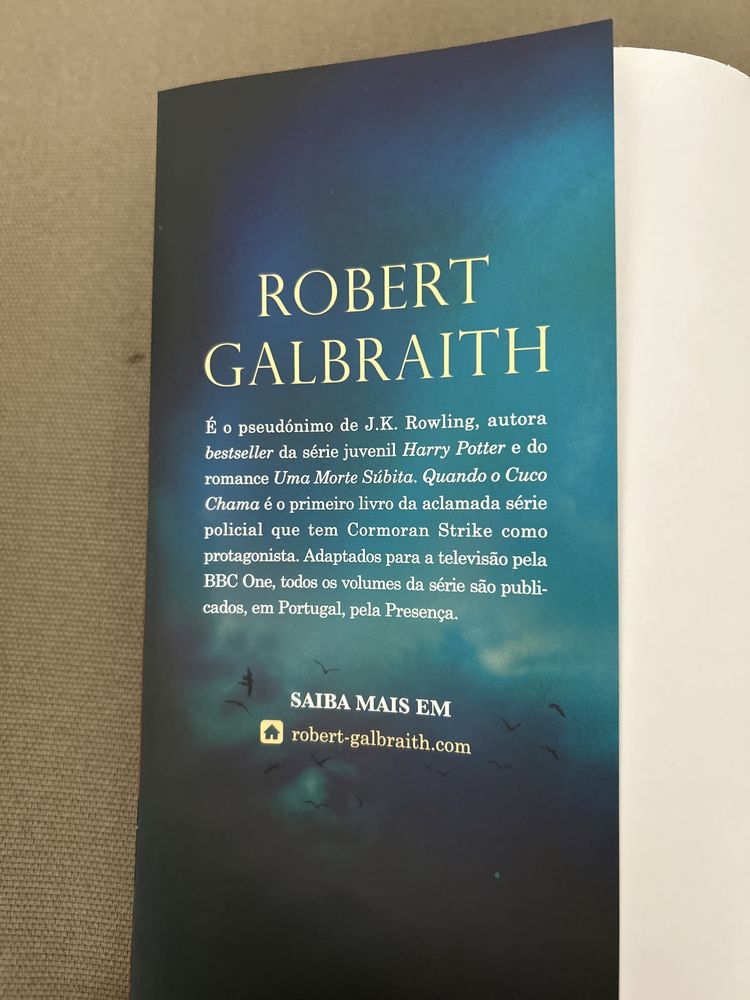 ROBERT
GALBRAITH
É o pseudónimo de J.K. Rowling, autora
bestseller da série juvenil Harry Potter e do
romance Uma Morte Súbita. Quando o Cuco
Chama é o primeiro livro da aclamada série
policial que tem Cormoran Strike como
protagonista. Adaptados para a televisão pela
BBC One, todos os volumes da série são publi-
cados, em Portugal, pela Presença.
SAIBA MAIS EM
robert-galbraith.com